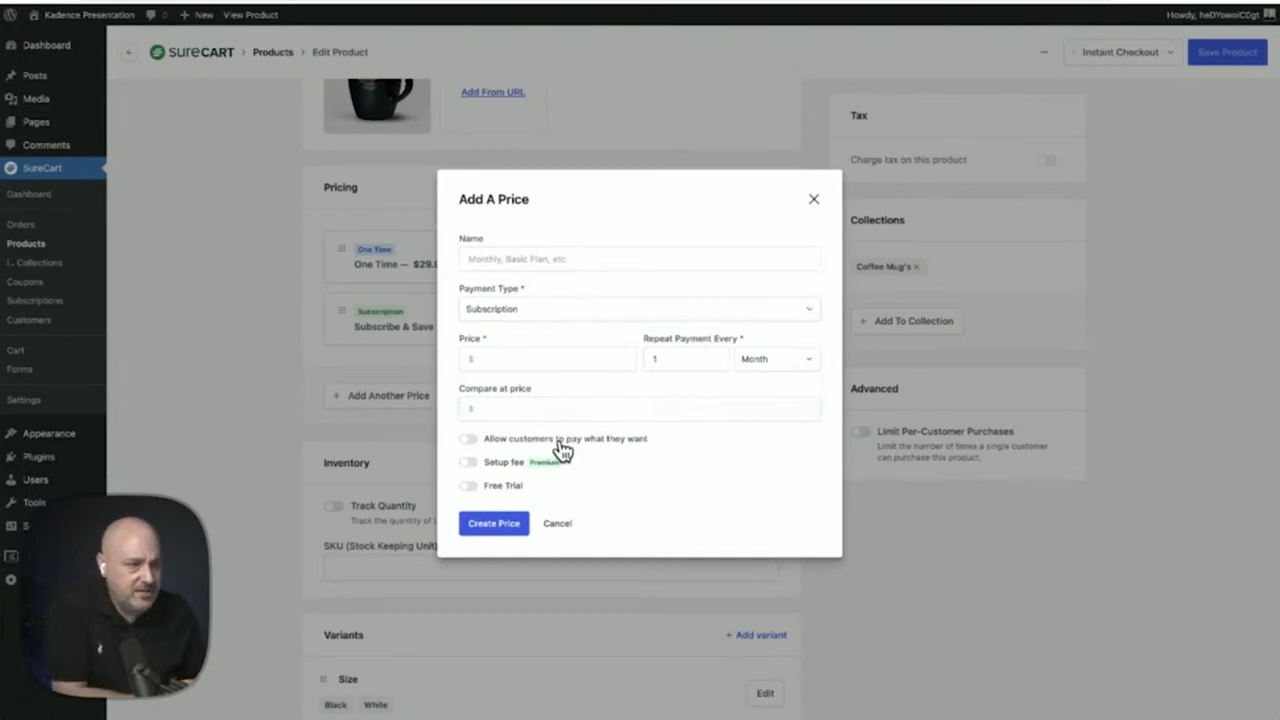 Kadence Presentation 0 + New View Product Howdy, heDYowoiC0gt
Dashboard
Posts
Media
Pages
Comments
SureCart
Dashboard
Orders
Products
Collections
Coupons
Subscriptions
Customers
Cart
Forms
Settings
Appearance
Plugins
Users
Tools
SURECART > Products > Edit Product
Instant Checkout
Save Product
Add From URL
Pricing
One Time
One Time — $29.9
Subscription
Subscribe & Save
+ Add Another Price
Inventory
Track Quantity
Track the quantity of
SKU (Stock Keeping Unit)
Variants
+ Add variant
Size
Black White
Edit
Add A Price
Name
Monthly, Basic Plan, etc.
Payment Type *
Subscription
Price *
$
Repeat Payment Every *
1
Month
Compare at price
$
Allow customers to pay what they want
Setup fee Premium
Free Trial
Create Price
Cancel
Tax
Charge tax on this product
Collections
Coffee Mug's ×
+ Add To Collection
Advanced
Limit Per-Customer Purchases
Limit the number of times a single customer
can purchase this product.